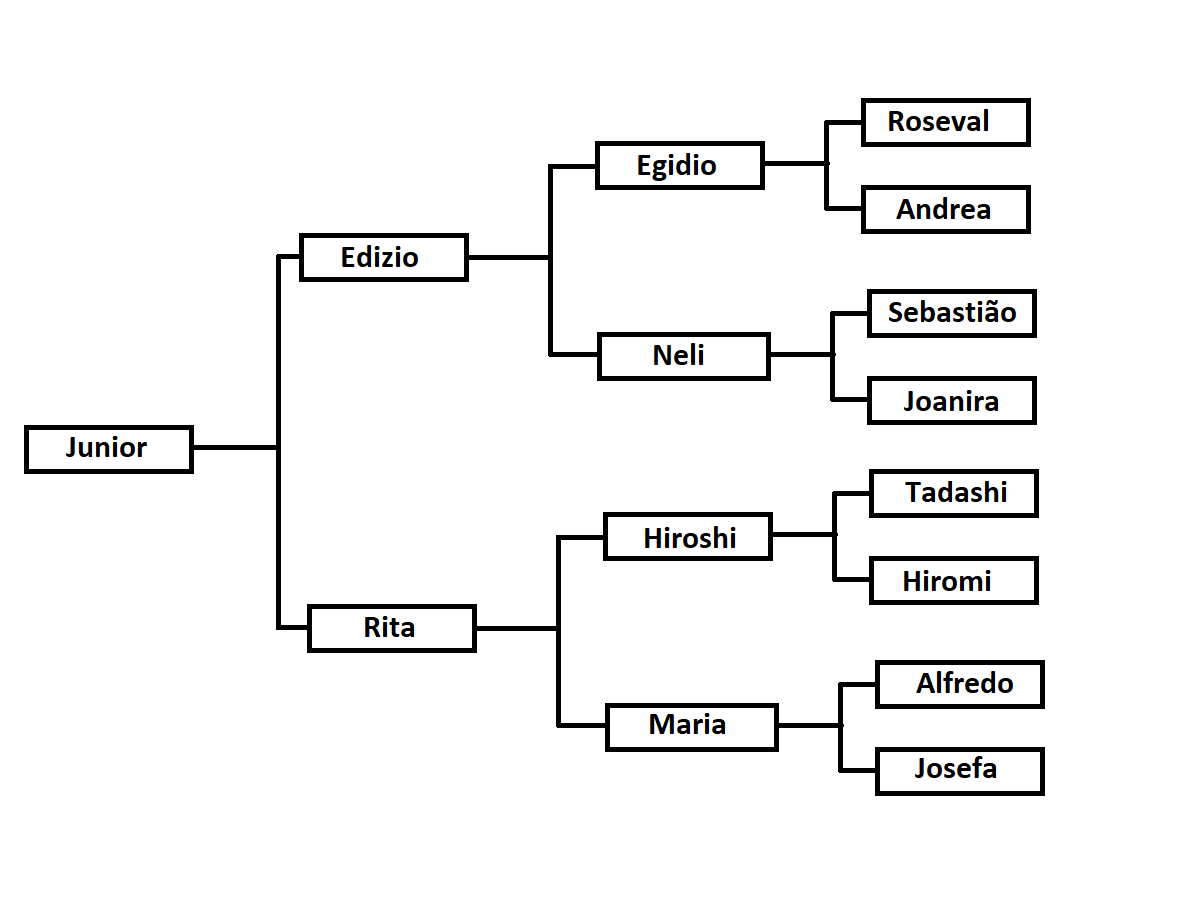 Roseval
Egidio
Andrea
Edizio
Sebastião
Neli
Joanira
Junior
Tadashi
Hiroshi
Hiromi
Rita
Alfredo
Maria
Josefa